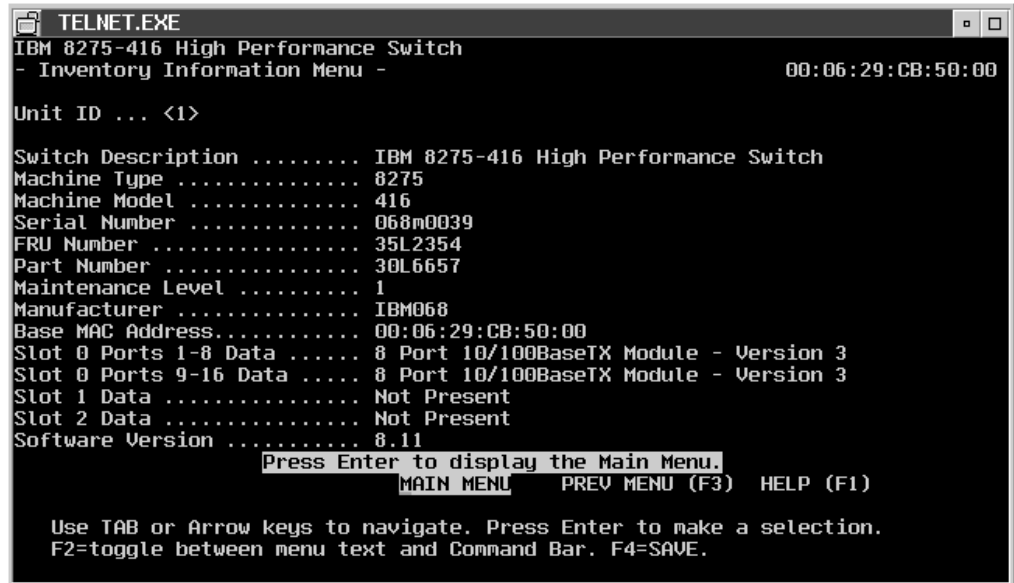 TELNET.EXE
IBM 8275-416 High Performance Switch
- Inventory Information Menu - 00:06:29:CB:50:00
Unit ID ... <1>
Switch Description ......... IBM 8275-416 High Performance Switch
Machine Type ............... 8275
Machine Model .............. 416
Serial Number .............. 068m0039
FRU Number ................. 35L2354
Part Number ................ 30L6657
Maintenance Level .......... 1
Manufacturer ............... IBM068
Base MAC Address............ 00:06:29:CB:50:00
Slot 0 Ports 1-8 Data ...... 8 Port 10/100BaseTX Module - Version 3
Slot 0 Ports 9-16 Data ..... 8 Port 10/100BaseTX Module - Version 3
Slot 1 Data ................ Not Present
Slot 2 Data ................ Not Present
Software Version ........... 8.11
Press Enter to display the Main Menu.
MAIN MENU PREV MENU (F3) HELP (F1)
Use TAB or Arrow keys to navigate. Press Enter to make a selection.
F2=toggle between menu text and Command Bar. F4=SAVE.